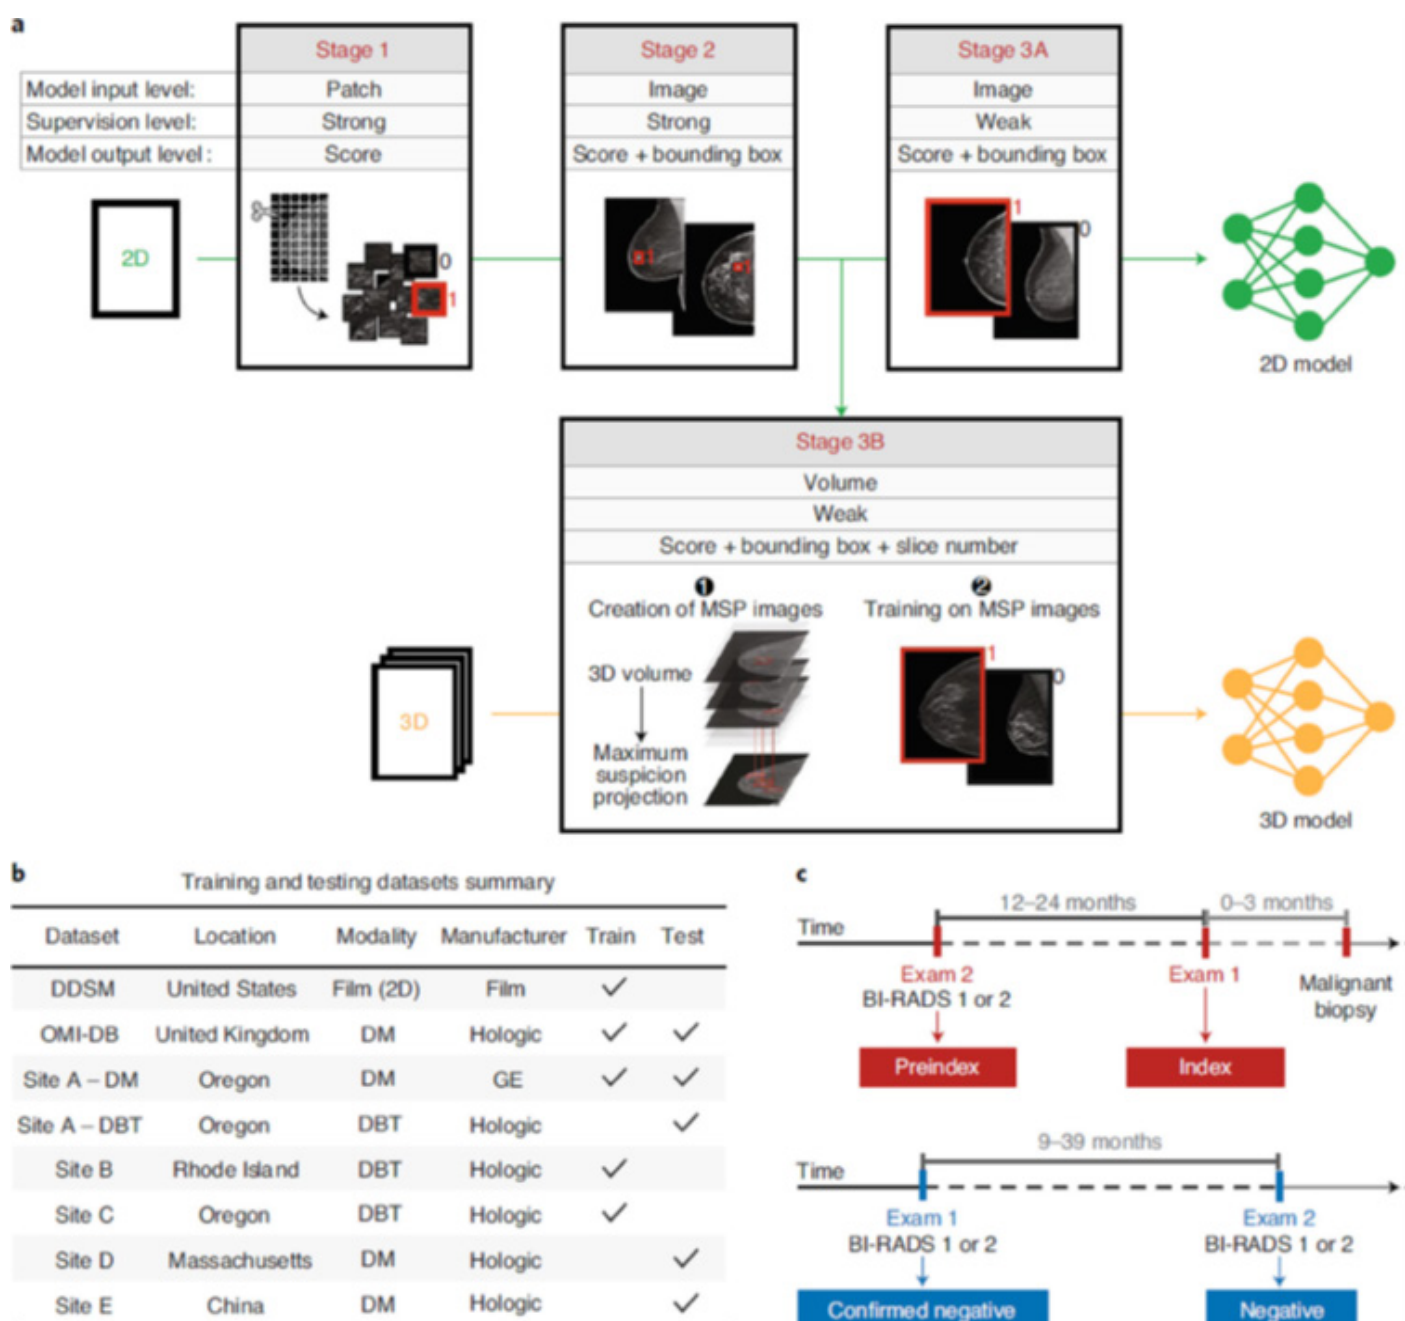 a
Stage 1
Stage 2
Stage 3A
Model input level: Patch Image Image
Supervision level: Strong Strong Weak
Model output level: Score Score + bounding box Score + bounding box
2D
0
1
1
1
1
0
2D model
Stage 3B
Volume
Weak
Score + bounding box + slice number
1
Creation of MSP images
3D volume
Maximum
suspicion
projection
2
Training on MSP images
1
0
3D
3D model
b
Training and testing datasets summary
Dataset Location Modality Manufacturer Train Test
DDSM United States Film (2D) Film ✓
OMI-DB United Kingdom DM Hologic ✓ ✓
Site A – DM Oregon DM GE ✓ ✓
Site A – DBT Oregon DBT Hologic ✓
Site B Rhode Island DBT Hologic ✓
Site C Oregon DBT Hologic ✓
Site D Massachusetts DM Hologic ✓
Site E China DM Hologic ✓
c
12–24 months 0–3 months
Time
Exam 2
BI-RADS 1 or 2
Preindex
Exam 1
Index
Malignant
biopsy
9–39 months
Time
Exam 1
BI-RADS 1 or 2
Confirmed negative
Exam 2
BI-RADS 1 or 2
Negative